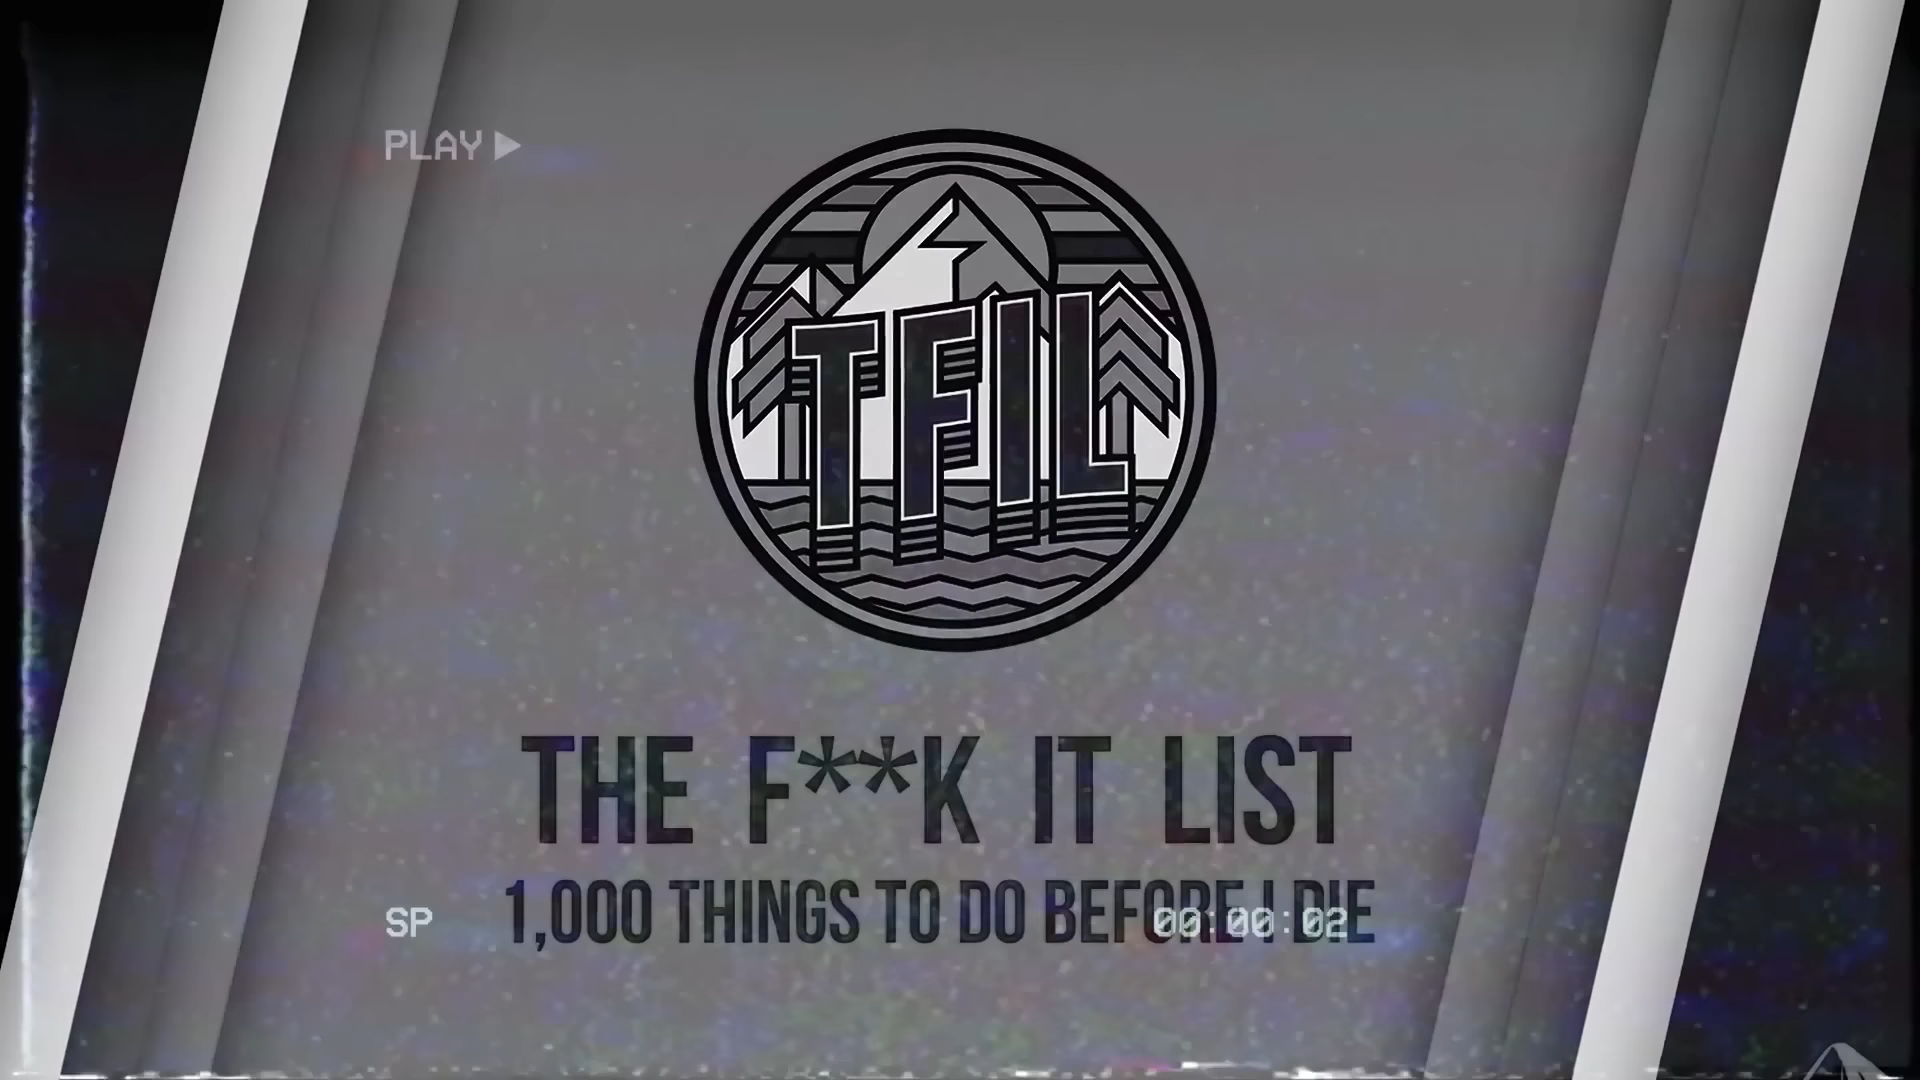 PLAY
TFIL
THE F**K IT LIST
1,000 THINGS TO DO BEFORE I DIE
SP
00:00:02